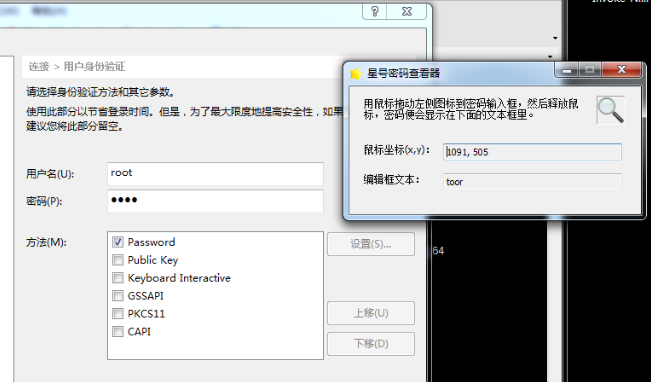 连接 > 用户身份验证
请选择身份验证方法和其它参数。
使用此部分以节省登录时间。但是，为了最大限度地提高安全性，如果
建议您将此部分留空。
用户名(U):
root
密码(P):
••••
方法(M):
Password
Public Key
Keyboard Interactive
GSSAPI
PKCS11
CAPI
设置(S)...
上移(U)
下移(D)
星号密码查看器
用鼠标拖动左侧图标到密码输入框，然后释放鼠
标，密码便会显示在下面的文本框里。
鼠标坐标(x,y):
1091, 505
编辑框文本:
toor
64